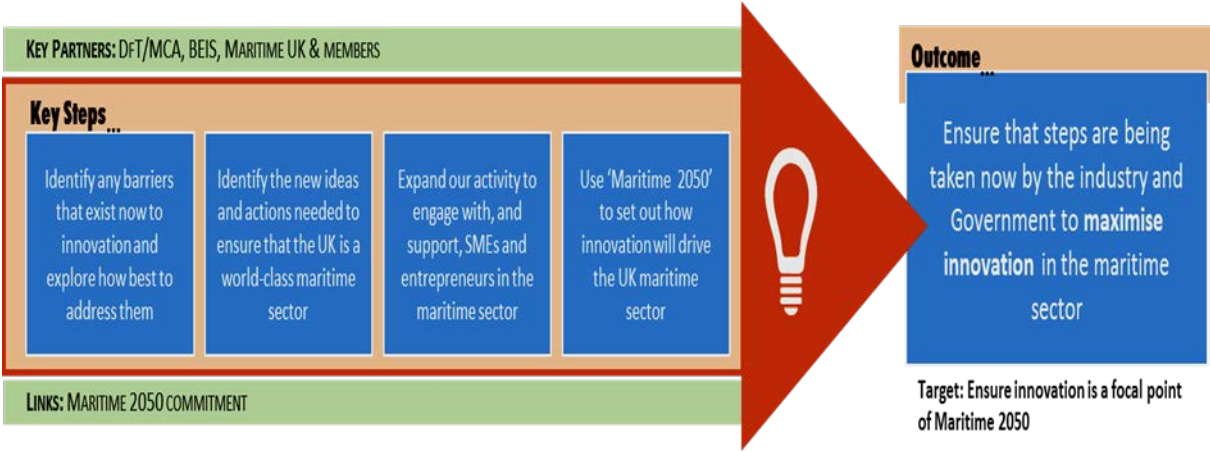 KEY PARTNERS: DFT/MCA, BEIS, MARITIME UK & MEMBERS
Key Steps...
Identify any barriers
that exist now to
innovation and
explore how best to
address them
Identify the new ideas
and actions needed to
ensure that the UK is a
world-class maritime
sector
Expand our activity to
engage with, and
support, SMEs and
entrepreneurs in the
maritime sector
Use ‘Maritime 2050’
to set out how
innovation will drive
the UK maritime
sector
LINKS: MARITIME 2050 COMMITMENT
Outcome...
Ensure that steps are being
taken now by the industry and
Government to maximise
innovation in the maritime
sector
Target: Ensure innovation is a focal point
of Maritime 2050